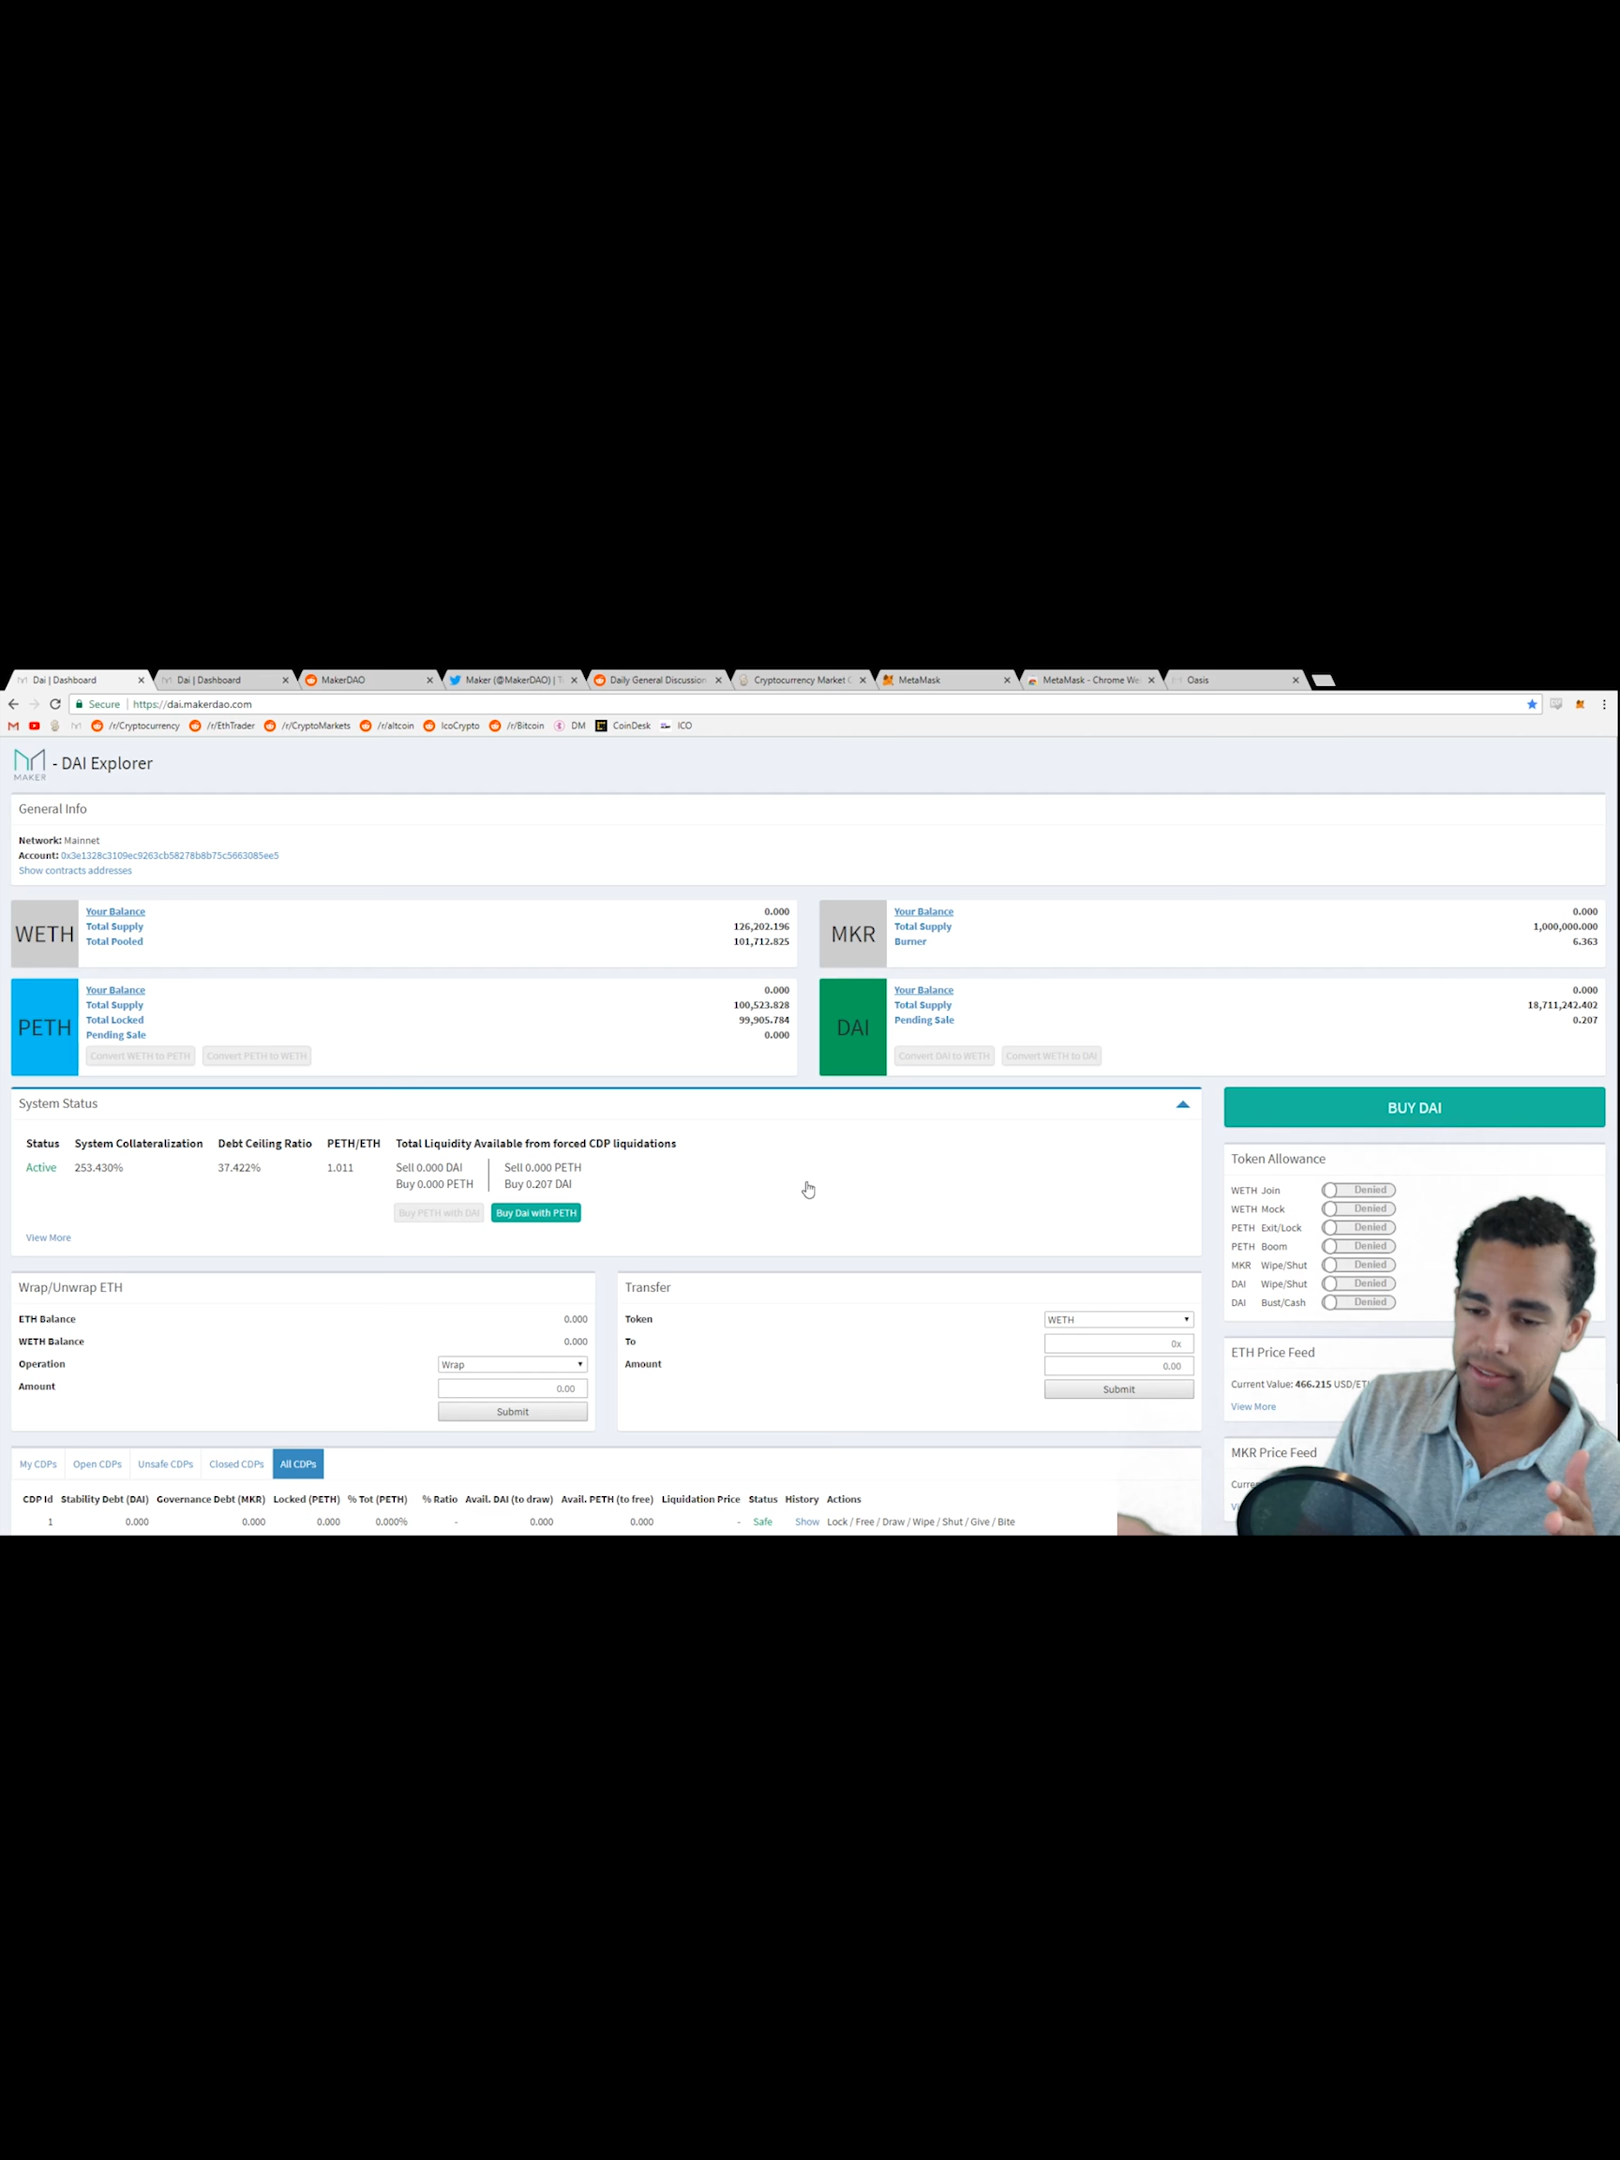 Dai | Dashboard
Dai | Dashboard
MakerDAO
Maker (@MakerDAO) |
Daily General Discussion
Cryptocurrency Market
MetaMask
MetaMask - Chrome We
Oasis
Secure https://dai.makerdao.com
/r/Cryptocurrency /r/EthTrader /r/CryptoMarkets /r/altcoin IcoCrypto /r/Bitcoin DM CoinDesk ICO
MAKER - DAI Explorer
General Info
Network: Mainnet
Account: 0x3e1328c3109ec9263cb58278b8b75c5663085ee5
Show contracts addresses
WETH
Your Balance 0.000
Total Supply 126,202.196
Total Pooled 101,712.825
MKR
Your Balance 0.000
Total Supply 1,000,000.000
Burner 6.363
PETH
Your Balance 0.000
Total Supply 100,523.828
Total Locked 99,905.784
Pending Sale 0.000
Convert WETH to PETH Convert PETH to WETH
DAI
Your Balance 0.000
Total Supply 18,711,242.402
Pending Sale 0.207
Convert DAI to WETH Convert WETH to DAI
System Status
Status System Collateralization Debt Ceiling Ratio PETH/ETH Total Liquidity Available from forced CDP liquidations
Active 253.430% 37.422% 1.011 Sell 0.000 DAI Sell 0.000 PETH
Buy 0.000 PETH Buy 0.207 DAI
Buy PETH with DAI Buy Dai with PETH
View More
BUY DAI
Token Allowance
WETH Join Denied
WETH Mock Denied
PETH Exit/Lock Denied
PETH Boom Denied
MKR Wipe/Shut Denied
DAI Wipe/Shut Denied
DAI Bust/Cash Denied
Wrap/Unwrap ETH
ETH Balance 0.000
WETH Balance 0.000
Operation Wrap
Amount 0.00
Submit
Transfer
Token WETH
To 0x
Amount 0.00
Submit
ETH Price Feed
Current Value: 466.215 USD/ET
View More
MKR Price Feed
Curre
My CDPs Open CDPs Unsafe CDPs Closed CDPs All CDPs
CDP Id Stability Debt (DAI) Governance Debt (MKR) Locked (PETH) % Tot (PETH) % Ratio Avail. DAI (to draw) Avail. PETH (to free) Liquidation Price Status History Actions
1 0.000 0.000 0.000 0.000% - 0.000 0.000 - Safe Show Lock / Free / Draw / Wipe / Shut / Give / Bite